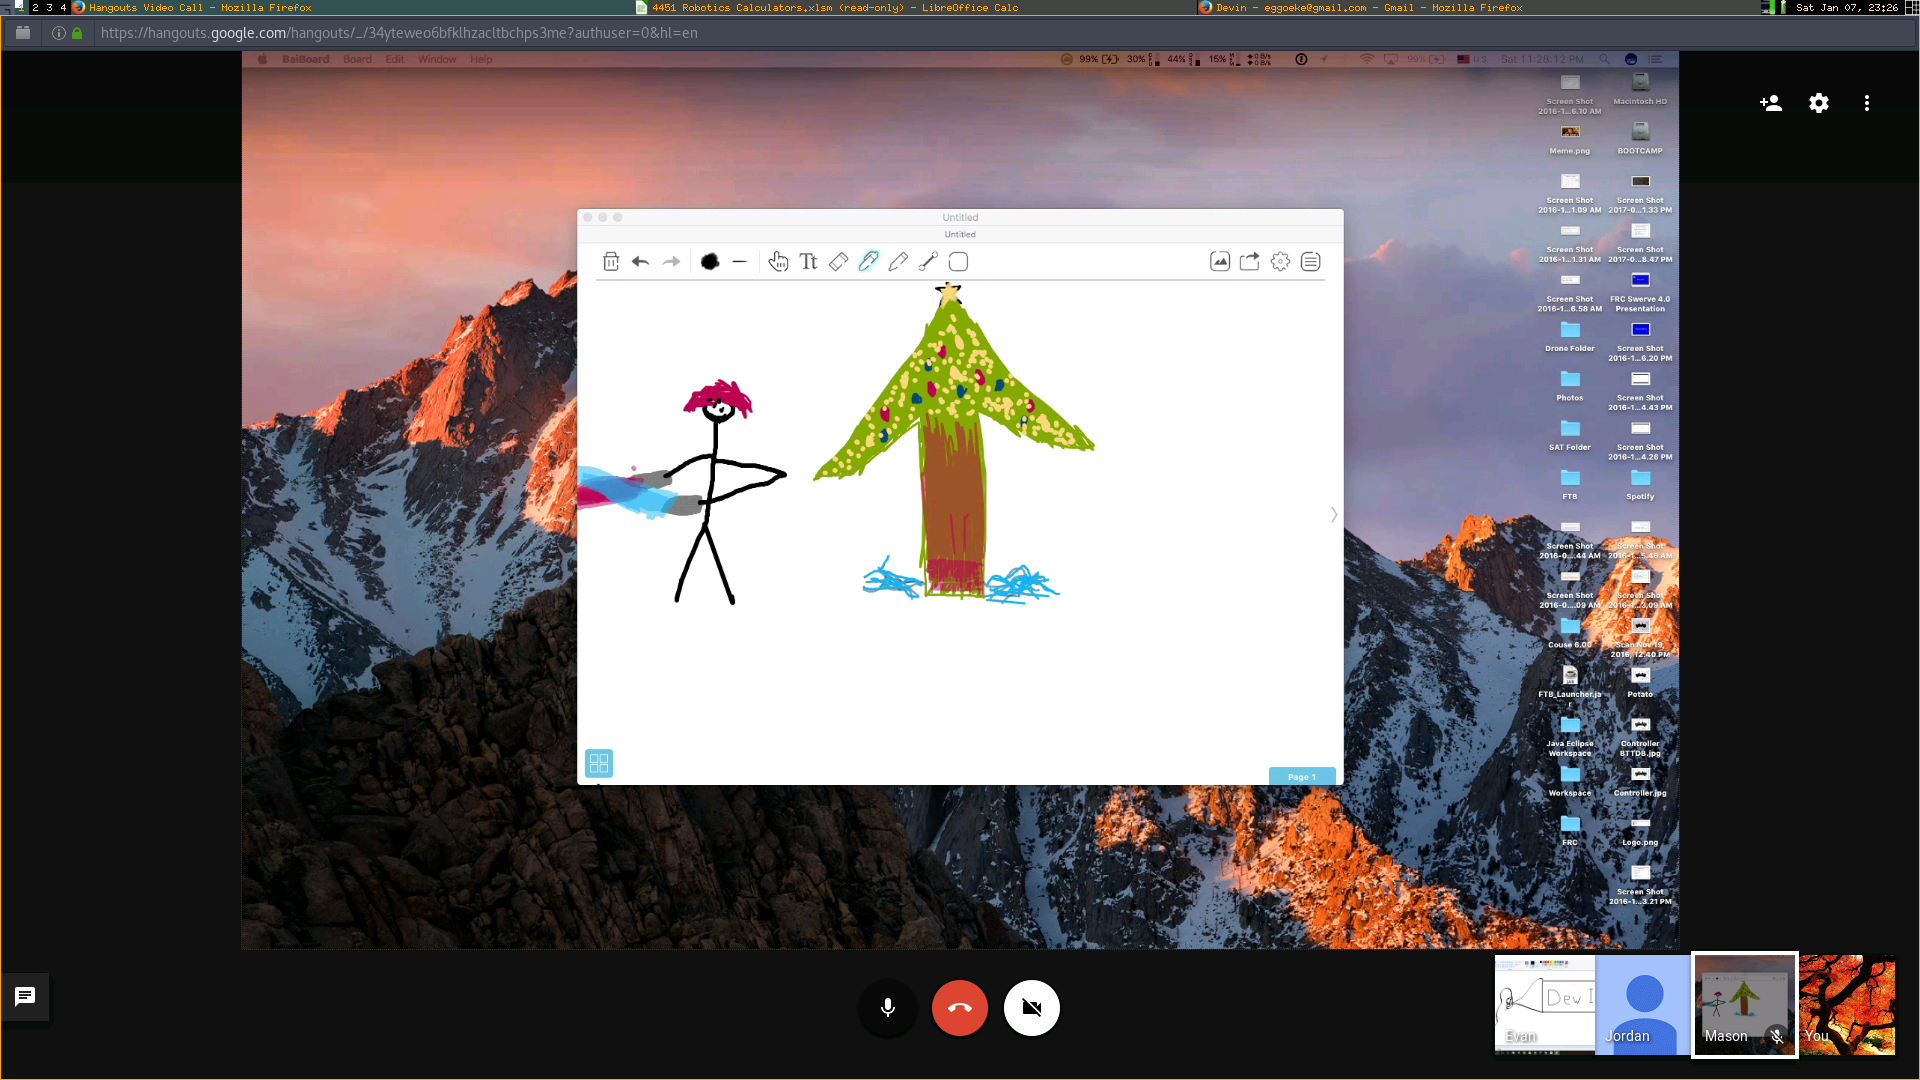 2 3 4 Hangouts Video Call - Mozilla Firefox
4451 Robotics Calculators.xlsm (read-only) - LibreOffice Calc
Devin - eggoeke@gmail.com - Gmail - Mozilla Firefox
Sat Jan 07, 23:26
https://hangouts.google.com/hangouts/_/34yteweo6bfklhzacltbchps3me?authuser=0&hl=en
BaiBoard Board Edit Window Help
99% 30% 44% 15% 0B/s 0B/s 99% U.S. Sat 11:28:12 PM
Screen Shot
2016-1...6.10 AM
Macintosh HD
Meme.png
BOOTCAMP
Screen Shot
2016-1...1.09 AM
Screen Shot
2017-0...1.33 PM
Screen Shot
2016-1...1.31 AM
Screen Shot
2017-0...8.47 PM
Screen Shot
2016-1...6.58 AM
FRC Swerve 4.0
Presentation
Drone Folder
Screen Shot
2016-1...6.20 PM
Photos
Screen Shot
2016-1...4.43 PM
SAT Folder
Screen Shot
2016-1...4.26 PM
FTB
Spotify
Screen Shot
2016-0....44 AM
Screen Shot
2016-1...5.46 AM
Screen Shot
2016-0....09 AM
Screen Shot
2016-1...3.09 AM
Couse 6.00
Scan Nov 19,
2016, 12.40 PM
FTB_Launcher.ja
r
Potato
Java Eclipse
Workspace
Controller
BTTDB.jpg
Workspace
Controller.jpg
FRC
Logo.png
Screen Shot
2016-1...3.21 PM
Untitled
Untitled
Tt
Page 1
Dew I
Evan
Jordan
Mason
You